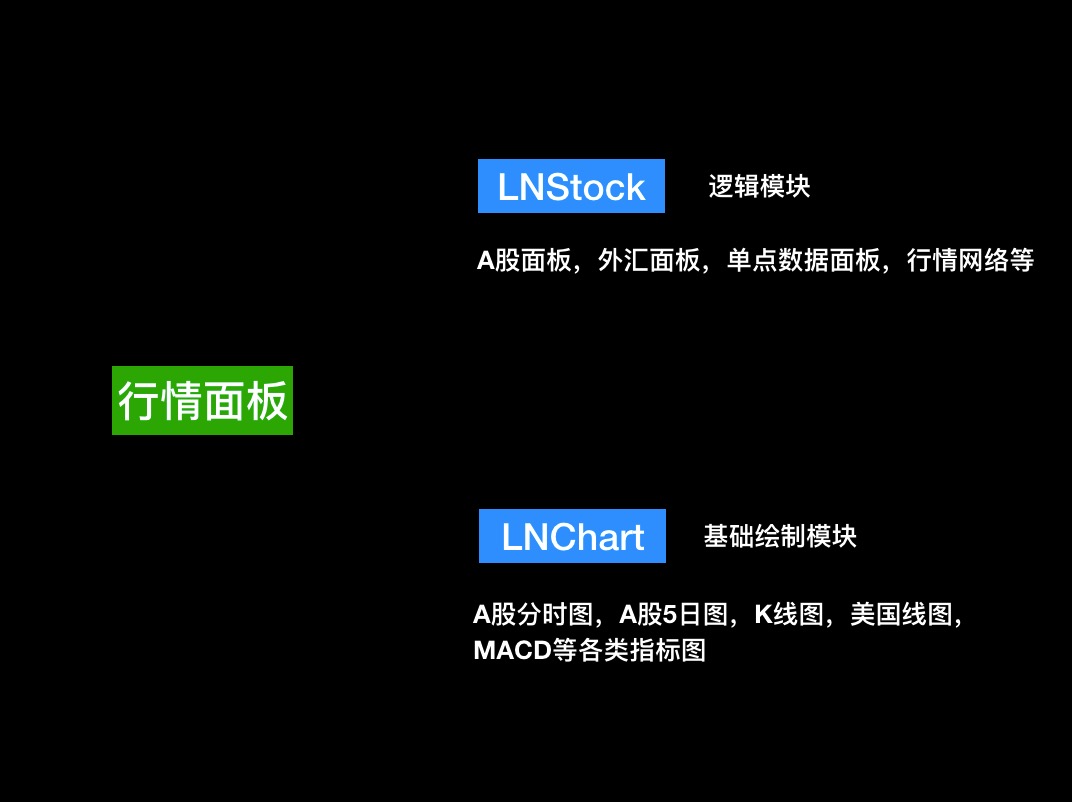 LNStock 逻辑模块
A股面板，外汇面板，单点数据面板，行情网络等
行情面板
LNChart 基础绘制模块
A股分时图，A股5日图，K线图，美国线图，
MACD等各类指标图